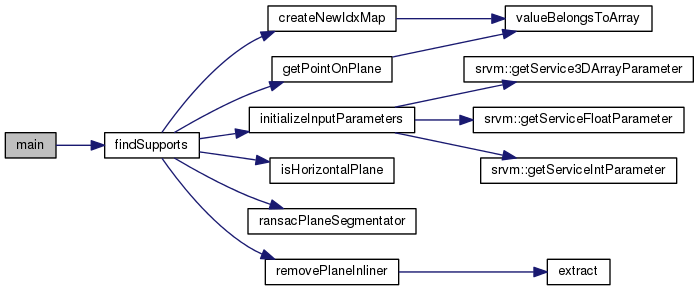 createNewIdxMap
valueBelongsToArray
getPointOnPlane
srvm::getService3DArrayParameter
initializeInputParameters
srvm::getServiceFloatParameter
main
findSupports
isHorizontalPlane
srvm::getServiceIntParameter
ransacPlaneSegmentator
removePlaneInliner
extract